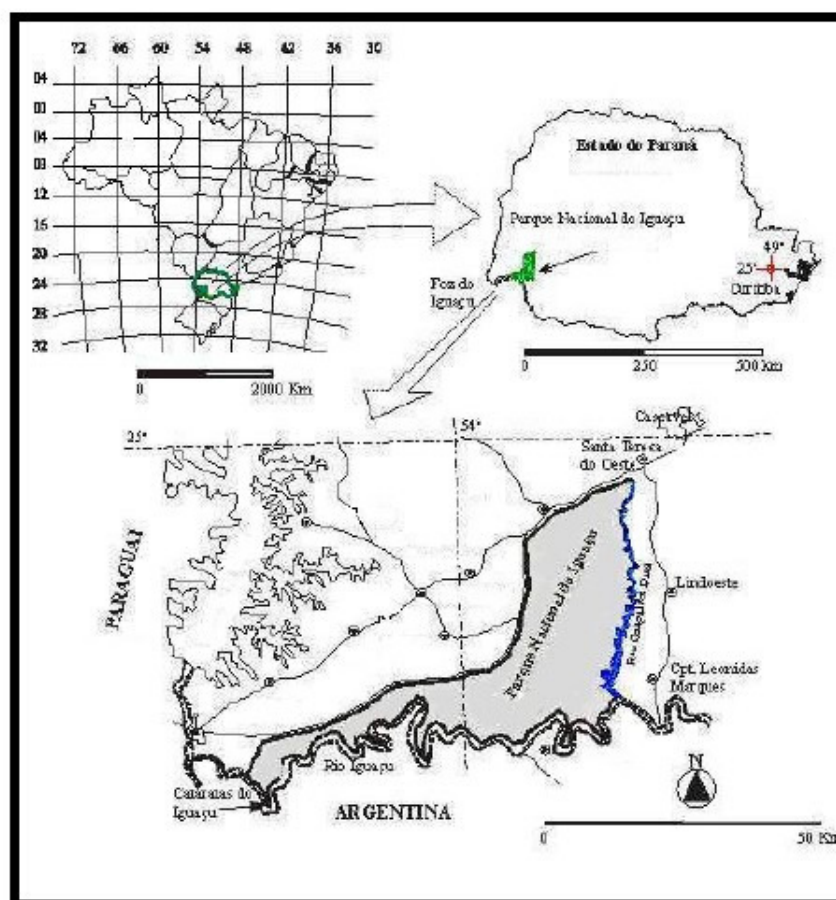 72 66 60 54 48 42 36 30
04
00
04
08
12
16
20
24
28
32
0 2000 Km
Estado do Paraná
Parque Nacional do Iguaçu
Foz do
Iguaçu
49°
25°
Curitiba
0 250 500 km
25°
54°
Santa Tereza
do Oeste
PARAGUAI
Parque Nacional do Iguaçu
Rio
Lindoeste
Cpt. Leonidas
Marques
Rio Iguaçu
Cataratas do
Iguaçu
ARGENTINA
N
0 50 Km